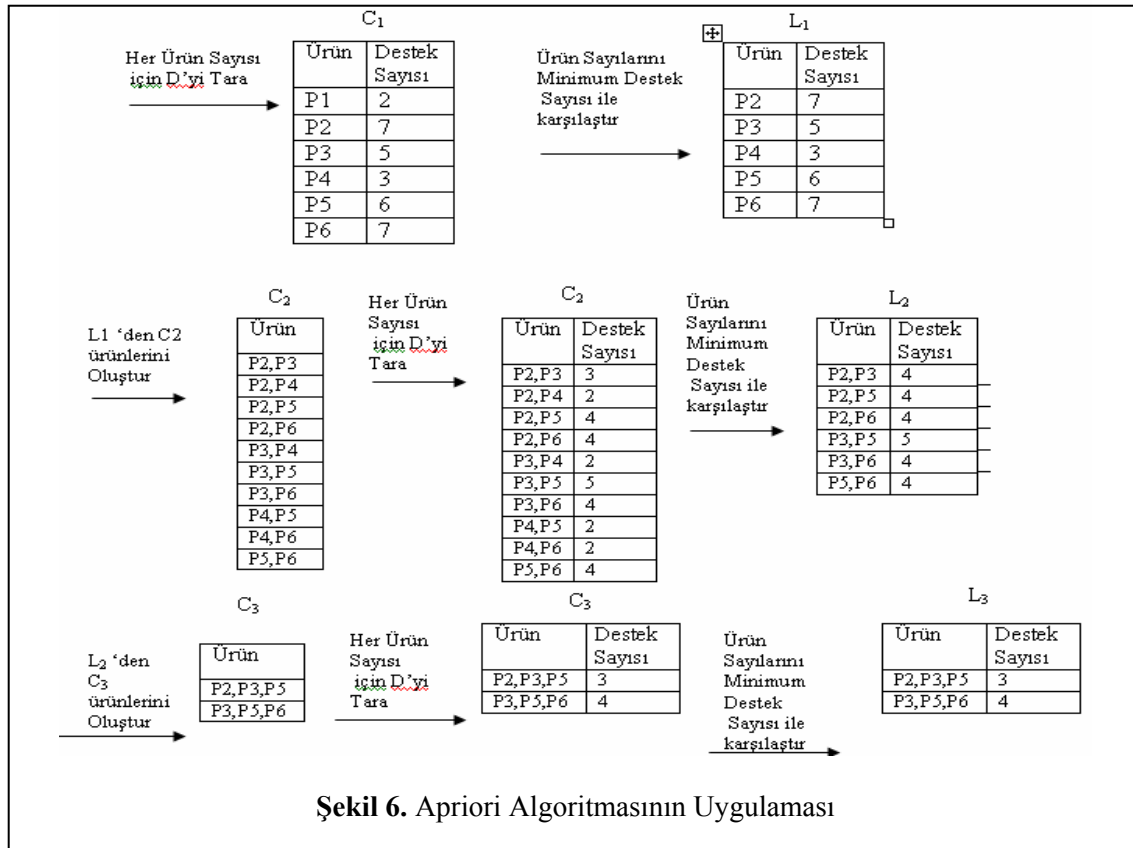 C₁
Her Ürün Sayısı
için D'yi Tara
Ürün Destek
Sayısı
P1 2
P2 7
P3 5
P4 3
P5 6
P6 7
Ürün Sayılarını
Minimum Destek
Sayısı ile
karşılaştır
L₁
Ürün Destek
Sayısı
P2 7
P3 5
P4 3
P5 6
P6 7
L1 'den C2
ürünlerini
Oluştur
C₂
Ürün
P2,P3
P2,P4
P2,P5
P2,P6
P3,P4
P3,P5
P3,P6
P4,P5
P4,P6
P5,P6
Her Ürün
Sayısı
için D'yi
Tara
C₂
Ürün Destek
Sayısı
P2,P3 3
P2,P4 2
P2,P5 4
P2,P6 4
P3,P4 2
P3,P5 5
P3,P6 4
P4,P5 2
P4,P6 2
P5,P6 4
Ürün
Sayılarını
Minimum
Destek
Sayısı ile
karşılaştır
L₂
Ürün Destek
Sayısı
P2,P3 4
P2,P5 4
P2,P6 4
P3,P5 5
P3,P6 4
P5,P6 4
L₂ 'den
C₃
ürünlerini
Oluştur
C₃
Ürün
P2,P3,P5
P3,P5,P6
Her Ürün
Sayısı
için D'yi
Tara
C₃
Ürün Destek
Sayısı
P2,P3,P5 3
P3,P5,P6 4
Ürün
Sayılarını
Minimum
Destek
Sayısı ile
karşılaştır
L₃
Ürün Destek
Sayısı
P2,P3,P5 3
P3,P5,P6 4
Şekil 6. Apriori Algoritmasının Uygulaması